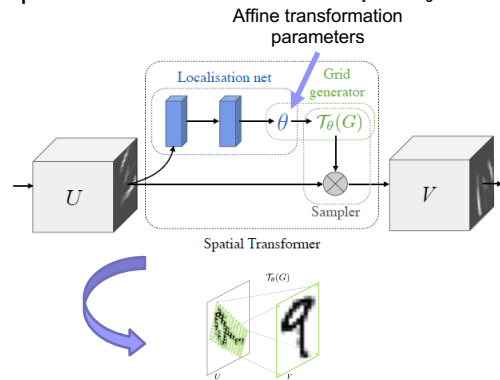 Affine transformation
parameters
Localisation net
Grid
generator
θ
𝒯θ(G)
U
V
Sampler
Spatial Transformer
𝒯θ(G)
U
V